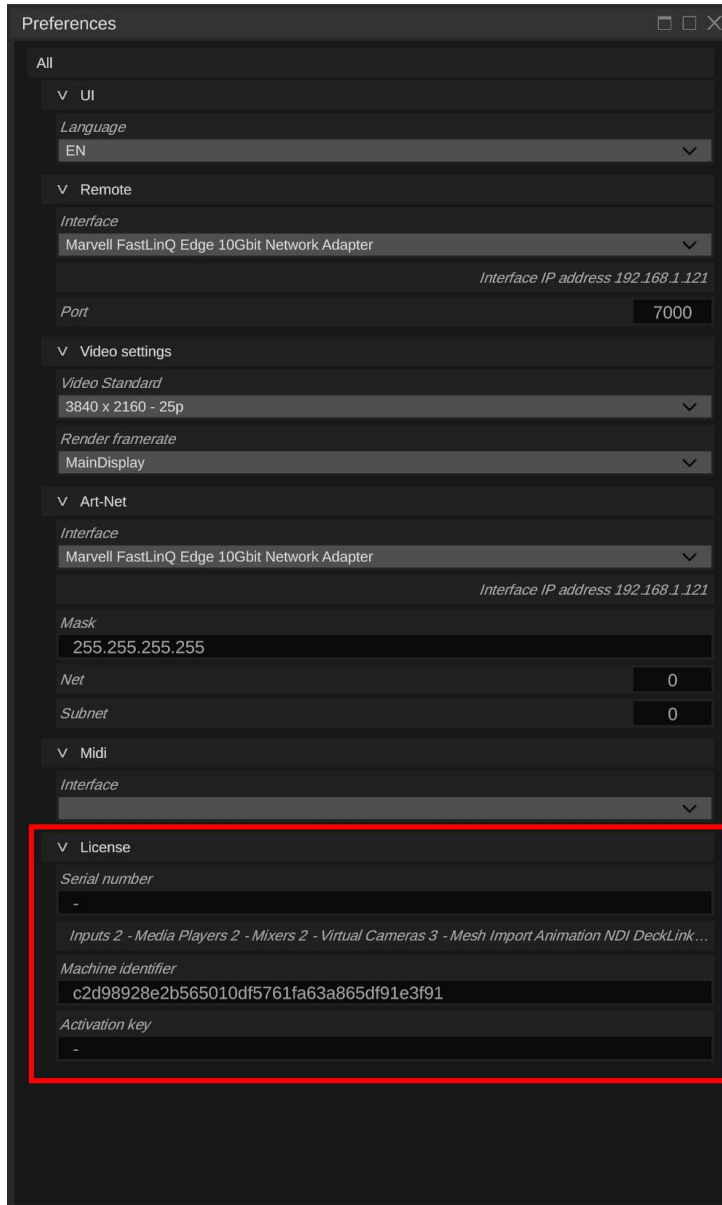 Preferences
All
UI
Language
EN
Remote
Interface
Marvell FastLinQ Edge 10Gbit Network Adapter
Interface IP address 192.168.1.121
Port
7000
Video settings
Video Standard
3840 x 2160 - 25p
Render framerate
MainDisplay
Art-Net
Interface
Marvell FastLinQ Edge 10Gbit Network Adapter
Interface IP address 192.168.1.121
Mask
255.255.255.255
Net
0
Subnet
0
Midi
Interface
License
Serial number
-
Inputs 2 - Media Players 2 - Mixers 2 - Virtual Cameras 3 - Mesh Import Animation NDI DeckLink...
Machine identifier
c2d98928e2b565010df5761fa63a865df91e3f91
Activation key
-